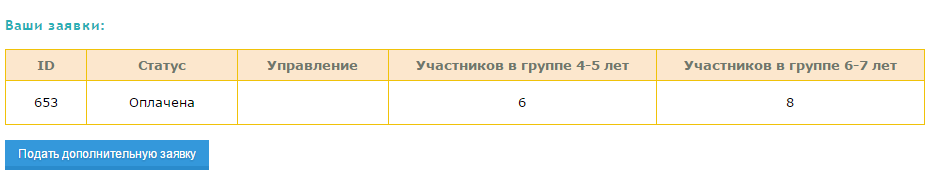 Ваши заявки:
ID Статус Управление Участников в группе 4-5 лет Участников в группе 6-7 лет
653 Оплачена 6 8
Подать дополнительную заявку